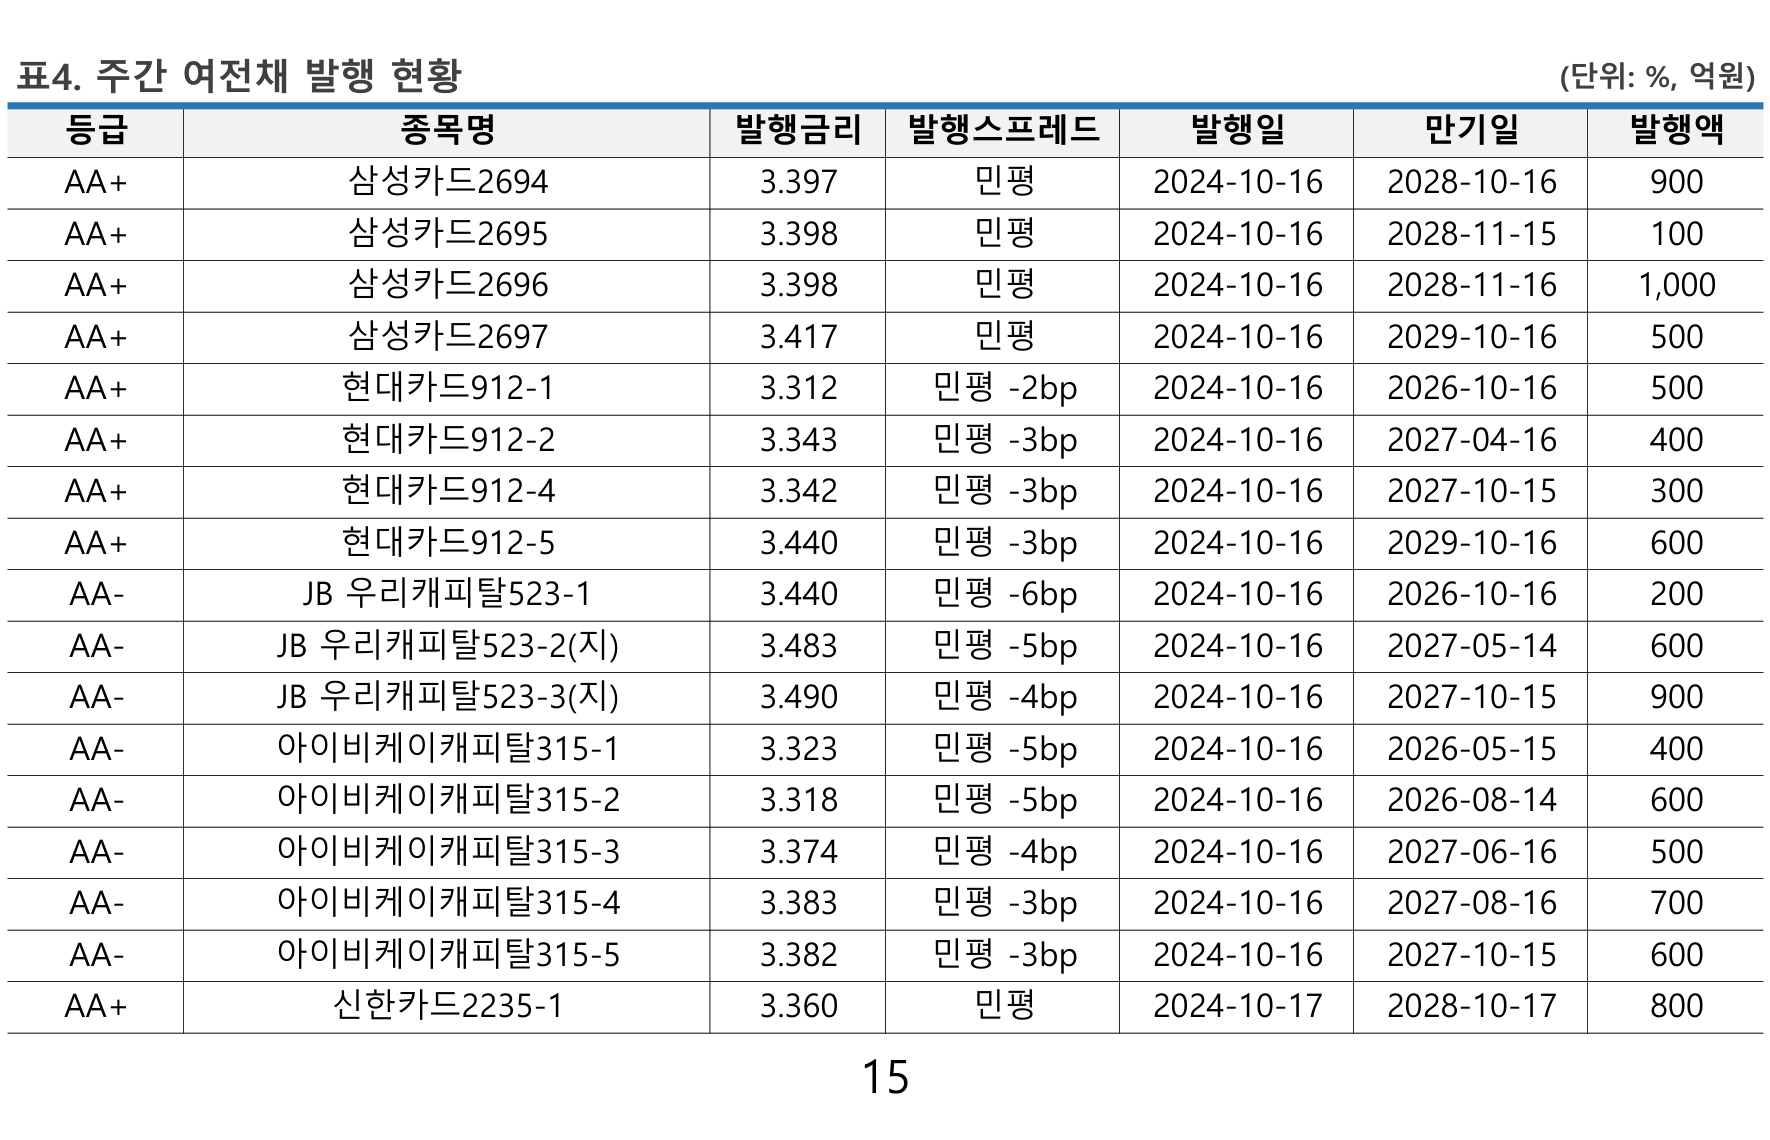 표4. 주간 여전채 발행 현황 (단위: %, 억원)
등급 종목명 발행금리 발행스프레드 발행일 만기일 발행액
AA+ 삼성카드2694 3.397 민평 2024-10-16 2028-10-16 900
AA+ 삼성카드2695 3.398 민평 2024-10-16 2028-11-15 100
AA+ 삼성카드2696 3.398 민평 2024-10-16 2028-11-16 1,000
AA+ 삼성카드2697 3.417 민평 2024-10-16 2029-10-16 500
AA+ 현대카드912-1 3.312 민평 -2bp 2024-10-16 2026-10-16 500
AA+ 현대카드912-2 3.343 민평 -3bp 2024-10-16 2027-04-16 400
AA+ 현대카드912-4 3.342 민평 -3bp 2024-10-16 2027-10-15 300
AA+ 현대카드912-5 3.440 민평 -3bp 2024-10-16 2029-10-16 600
AA- JB 우리캐피탈523-1 3.440 민평 -6bp 2024-10-16 2026-10-16 200
AA- JB 우리캐피탈523-2(지) 3.483 민평 -5bp 2024-10-16 2027-05-14 600
AA- JB 우리캐피탈523-3(지) 3.490 민평 -4bp 2024-10-16 2027-10-15 900
AA- 아이비케이캐피탈315-1 3.323 민평 -5bp 2024-10-16 2026-05-15 400
AA- 아이비케이캐피탈315-2 3.318 민평 -5bp 2024-10-16 2026-08-14 600
AA- 아이비케이캐피탈315-3 3.374 민평 -4bp 2024-10-16 2027-06-16 500
AA- 아이비케이캐피탈315-4 3.383 민평 -3bp 2024-10-16 2027-08-16 700
AA- 아이비케이캐피탈315-5 3.382 민평 -3bp 2024-10-16 2027-10-15 600
AA+ 신한카드2235-1 3.360 민평 2024-10-17 2028-10-17 800
15